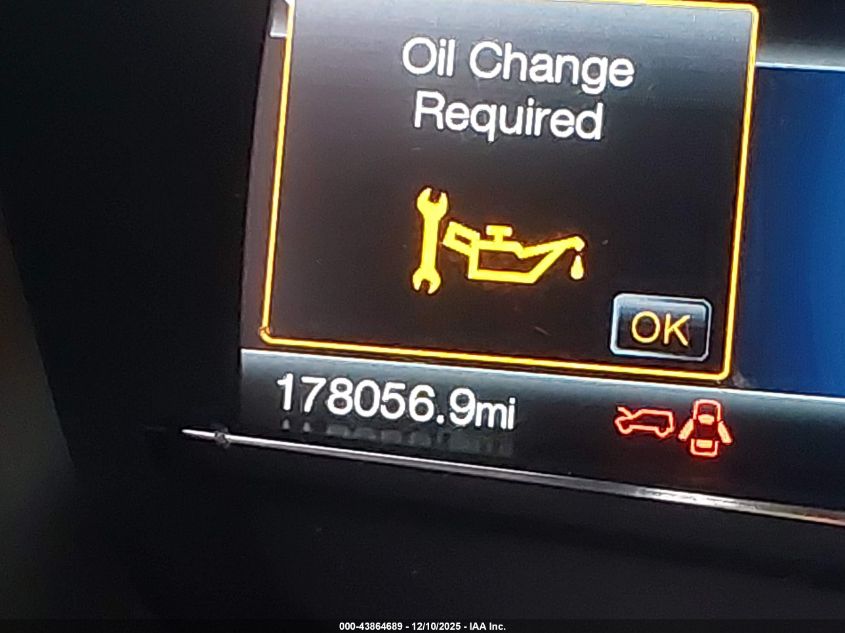 Oil Change
Required
OK
178056.9mi
000-43864689 - 12/10/2025 - IAA Inc.